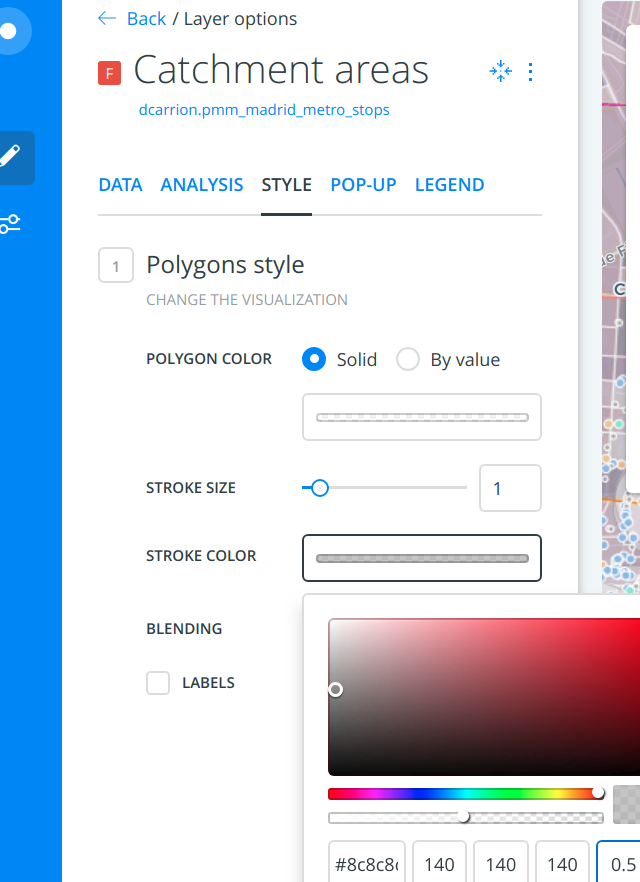 Back / Layer options
F Catchment areas
dcarrion.pmm_madrid_metro_stops
DATA ANALYSIS STYLE POP-UP LEGEND
1 Polygons style
CHANGE THE VISUALIZATION
POLYGON COLOR Solid By value
STROKE SIZE 1
STROKE COLOR
BLENDING
LABELS
#8c8c8 140 140 140 0.5